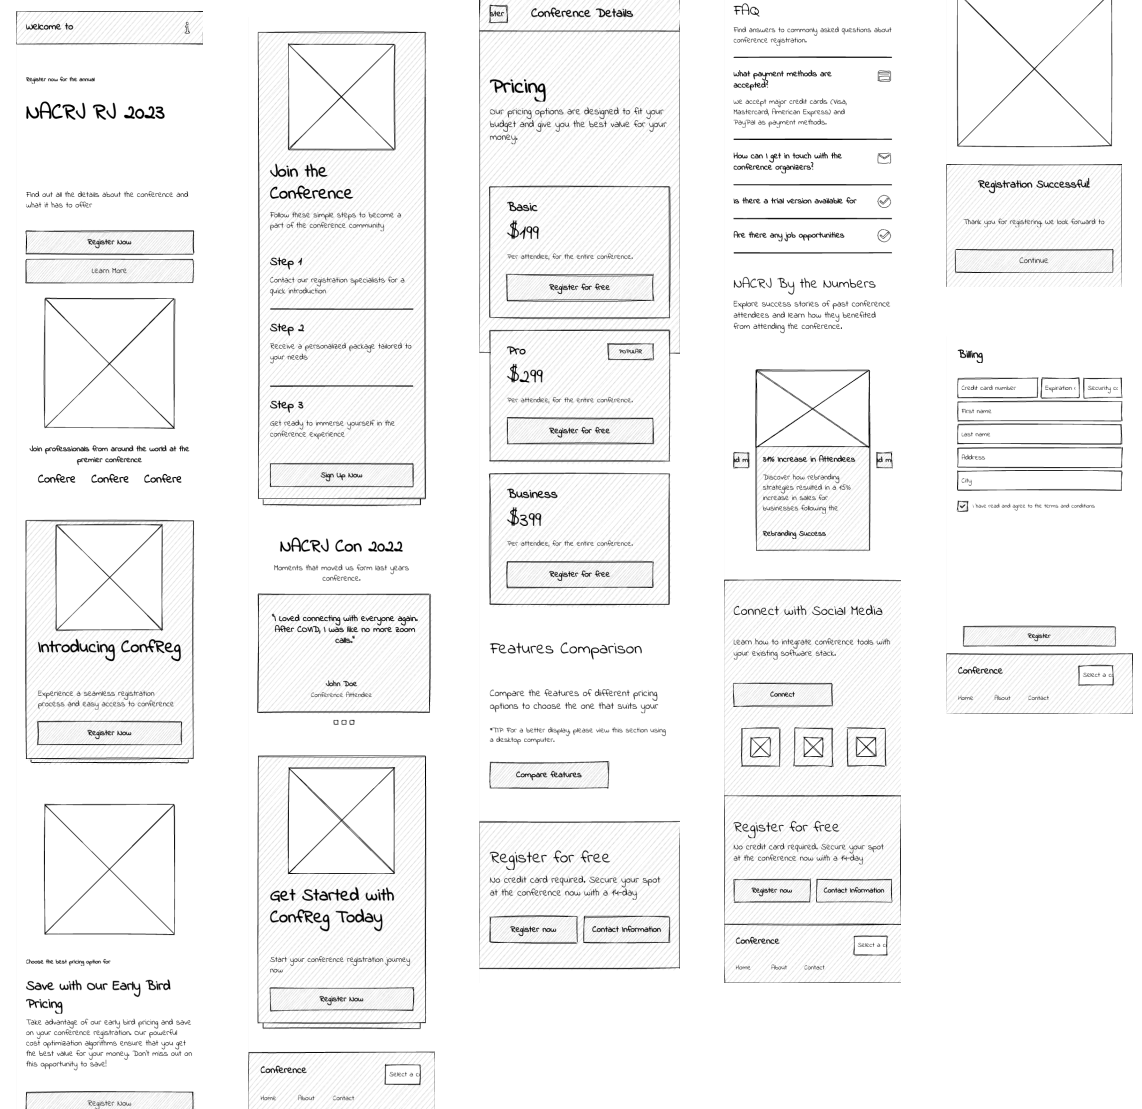 Welcome to
Register now for the annual
NACRJ RJ 2023
Find out all the details about the conference and
what it has to offer
Register Now
Learn More
Join professionals from around the world at the
premier conference
Confere Confere Confere
Introducing ConfReg
Experience a seamless registration
process and easy access to conference
Register Now
Choose the best pricing option for
Save with Our Early Bird
Pricing
Take advantage of our early bird pricing and save
on your conference registration. Our powerful
cost optimization algorithms ensure that you get
the best value for your money. Don't miss out on
this opportunity to save!
Register Now
Join the
Conference
Follow these simple steps to become a
part of the conference community
Step 1
Contact our registration specialists for a
quick introduction
Step 2
Receive a personalized package tailored to
your needs
Step 3
Get ready to immerse yourself in the
conference experience
Sign Up Now
NACRJ Con 2022
Moments that moved us form last years
conference.
"I loved connecting with everyone again.
After COVID, I was like no more zoom
calls."
John Doe
Conference Attendee
Get Started with
ConfReg Today
Start your conference registration journey
now
Register Now
Conference
Select a c
Home About Contact
ster
Conference Details
Pricing
Our pricing options are designed to fit your
budget and give you the best value for your
money.
Basic
$199
Per attendee, for the entire conference.
Register for free
Pro
POPULAR
$299
Per attendee, for the entire conference.
Register for free
Business
$399
Per attendee, for the entire conference.
Register for free
Features Comparison
Compare the features of different pricing
options to choose the one that suits your
*TIP: For a better display, please view this section using
a desktop computer.
Compare features
Register for free
No credit card required. Secure your spot
at the conference now with a 14-day
Register now
Contact Information
FAQ
Find answers to commonly asked questions about
conference registration.
What payment methods are
accepted?
We accept major credit cards (Visa,
Mastercard, American Express) and
PayPal as payment methods.
How can I get in touch with the
conference organizers?
Is there a trial version available for
Are there any job opportunities
NACRJ By the Numbers
Explore success stories of past conference
attendees and learn how they benefited
from attending the conference.
31% Increase in Attendees
Discover how rebranding
strategies resulted in a 45%
increase in sales for
businesses following the
Rebranding Success
Connect with Social Media
Learn how to integrate conference tools with
your existing software stack.
Connect
Register for free
No credit card required. Secure your spot
at the conference now with a 14-day
Register now
Contact Information
Conference
Select a c
Home About Contact
Registration Successful!
Thank you for registering. We look forward to
Continue
Billing
Credit card number
Expiration
Security cc
First name
Last name
Address
City
I have read and agree to the terms and conditions
Register
Conference
Select a c
Home About Contact